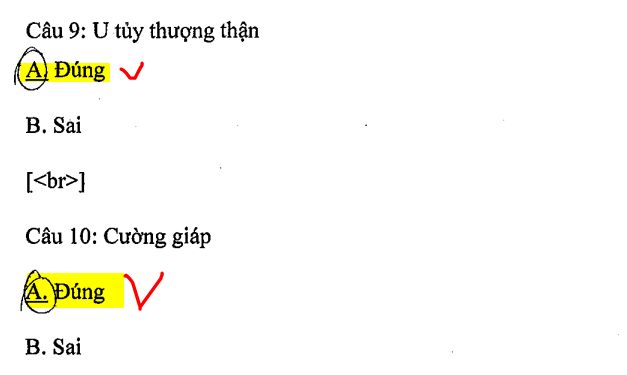 Câu 9: U tủy thượng thận
A. Đúng
B. Sai
[<br>]
Câu 10: Cường giáp
A. Đúng
B. Sai